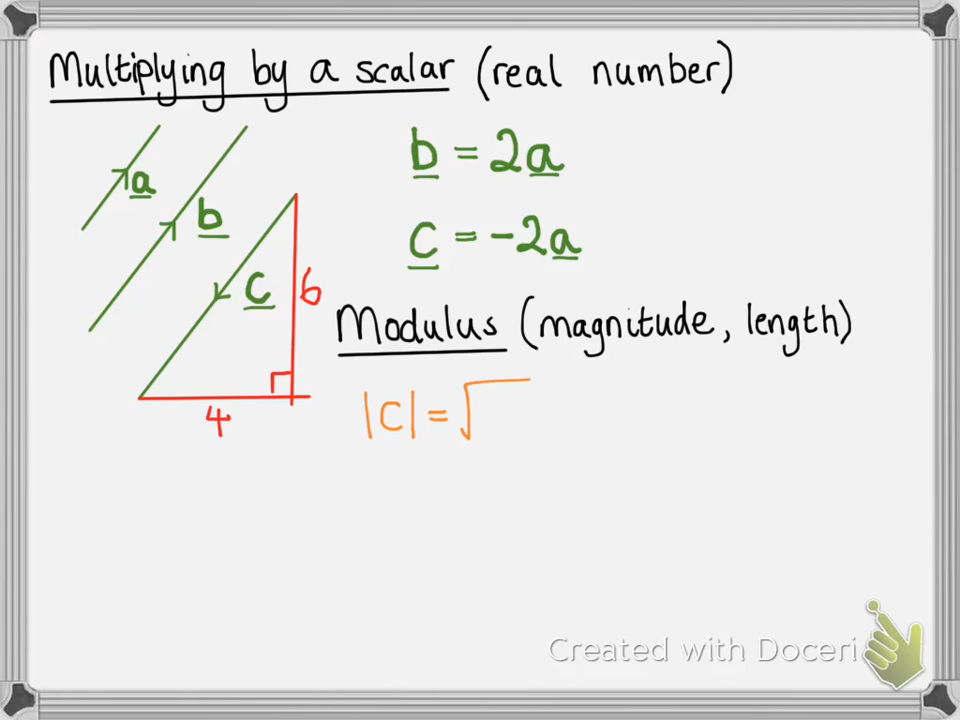 Multiplying by a scalar (real number)
a
b = 2a
b
c = -2a
c
6
Modulus (magnitude, length)
4
|C| = √
Created with Doceri